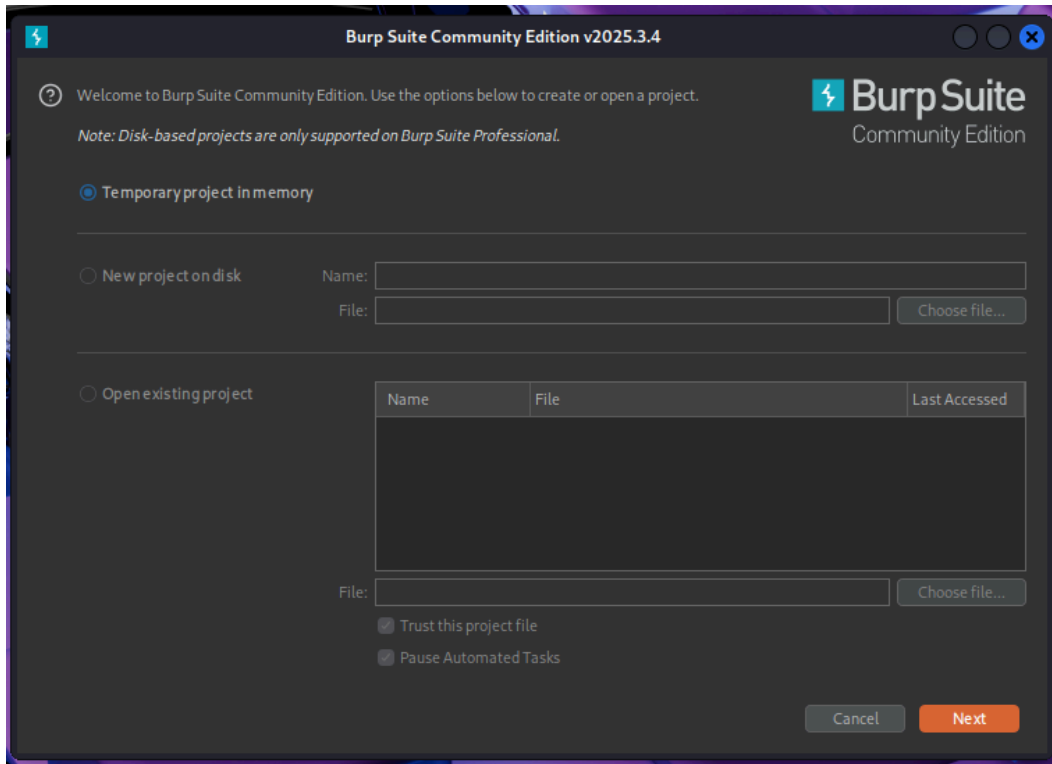 Burp Suite Community Edition v2025.3.4
Welcome to Burp Suite Community Edition. Use the options below to create or open a project.
Burp Suite
Note: Disk-based projects are only supported on Burp Suite Professional.
Community Edition
Temporary project in memory
New project on disk
Name:
File:
Choose file...
Open existing project
Name File Last Accessed
File:
Choose file...
Trust this project file
Pause Automated Tasks
Cancel
Next